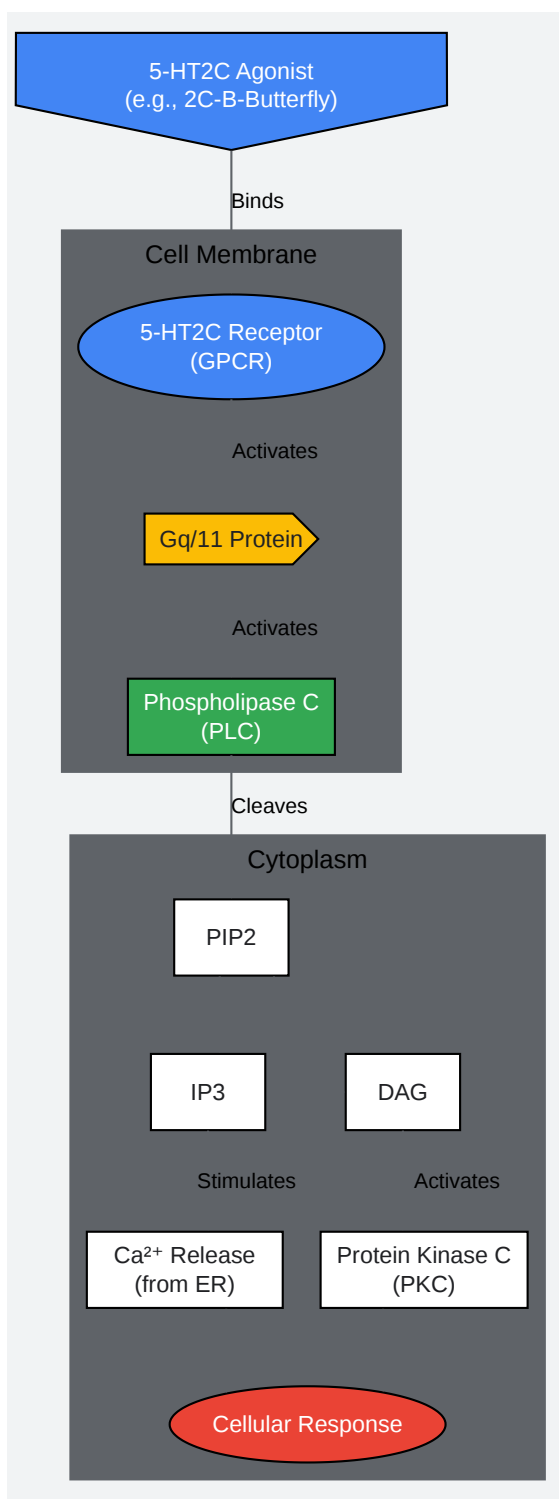 5-HT2C Agonist
(e.g., 2C-B-Butterfly)
Binds
Cell Membrane
5-HT2C Receptor
(GPCR)
Activates
Gq/11 Protein
Activates
Phospholipase C
(PLC)
Cleaves
Cytoplasm
PIP2
IP3
DAG
Stimulates
Activates
Ca²⁺ Release
(from ER)
Protein Kinase C
(PKC)
Cellular Response